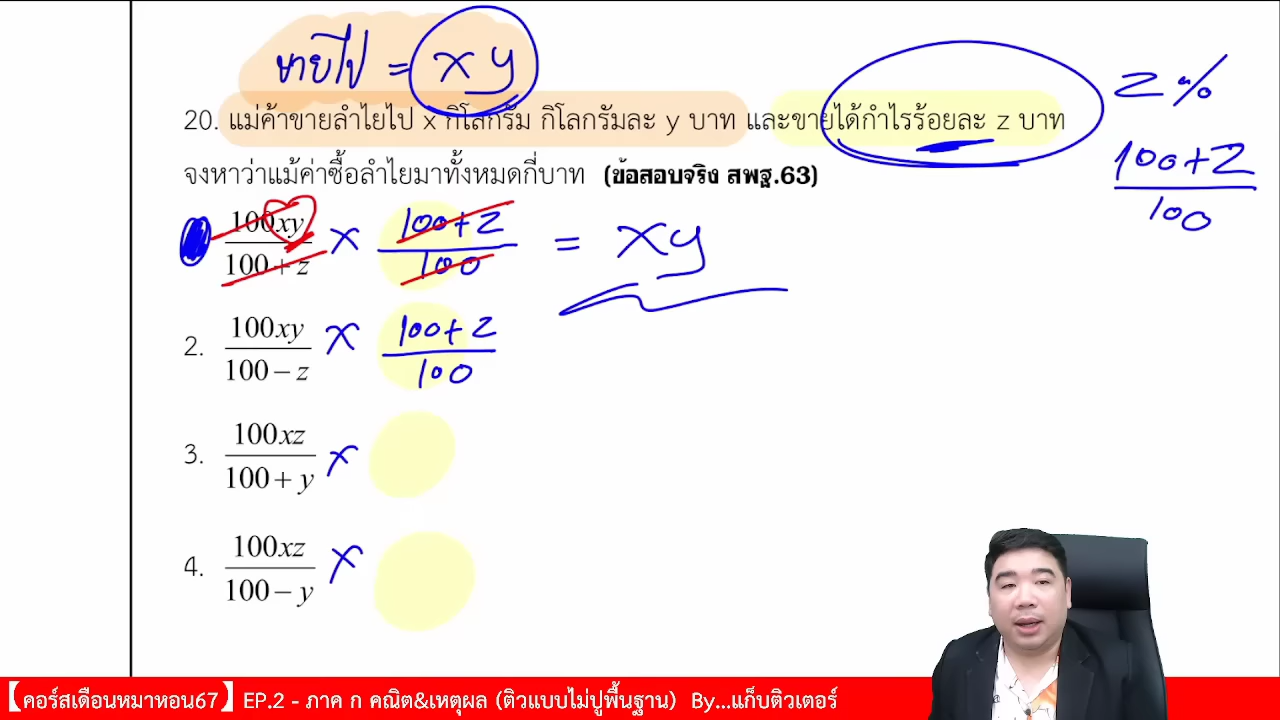 ขายไป = xy
20. แม่ค้าขายลำไยไป x กิโลกรัม กิโลกรัมละ y บาท และขายได้กำไรร้อยละ z บาท
จงหาว่าแม้ค่าซื้อลำไยมาทั้งหมดกี่บาท (ข้อสอบจริง สพฐ.63)
z %
100+z
100
100xy
100 + z
×
100+z
100
= xy
2.
100xy
100 − z
×
100+z
100
3.
100xz
100 + y
×
4.
100xz
100 − y
×
【คอร์สเดือนหมาหอน67】 EP.2 - ภาค ก คณิต&เหตุผล (ติวแบบไม่ปูพื้นฐาน) By...แก็บติวเตอร์